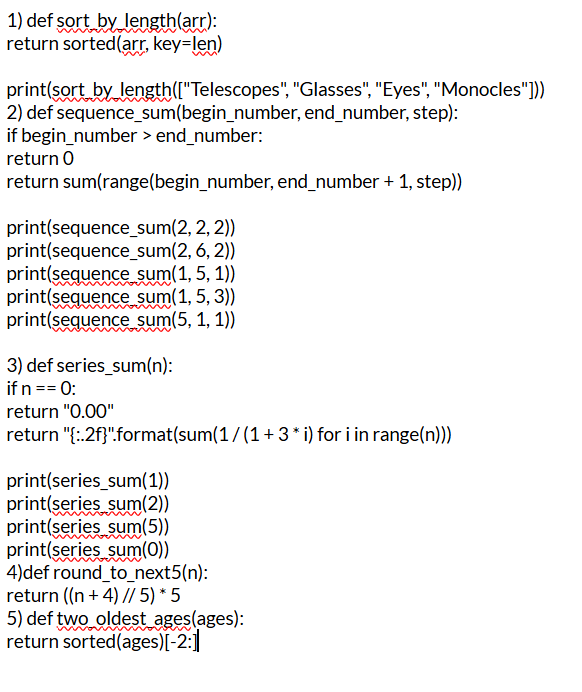 1) def sort_by_length(arr):
return sorted(arr, key=len)
print(sort_by_length(["Telescopes", "Glasses", "Eyes", "Monocles"]))
2) def sequence_sum(begin_number, end_number, step):
if begin_number > end_number:
return 0
return sum(range(begin_number, end_number + 1, step))
print(sequence_sum(2, 2, 2))
print(sequence_sum(2, 6, 2))
print(sequence_sum(1, 5, 1))
print(sequence_sum(1, 5, 3))
print(sequence_sum(5, 1, 1))
3) def series_sum(n):
if n == 0:
return "0.00"
return "{:.2f}".format(sum(1 / (1 + 3 * i) for i in range(n)))
print(series_sum(1))
print(series_sum(2))
print(series_sum(5))
print(series_sum(0))
4)def round_to_next5(n):
return ((n + 4) // 5) * 5
5) def two_oldest_ages(ages):
return sorted(ages)[-2:]